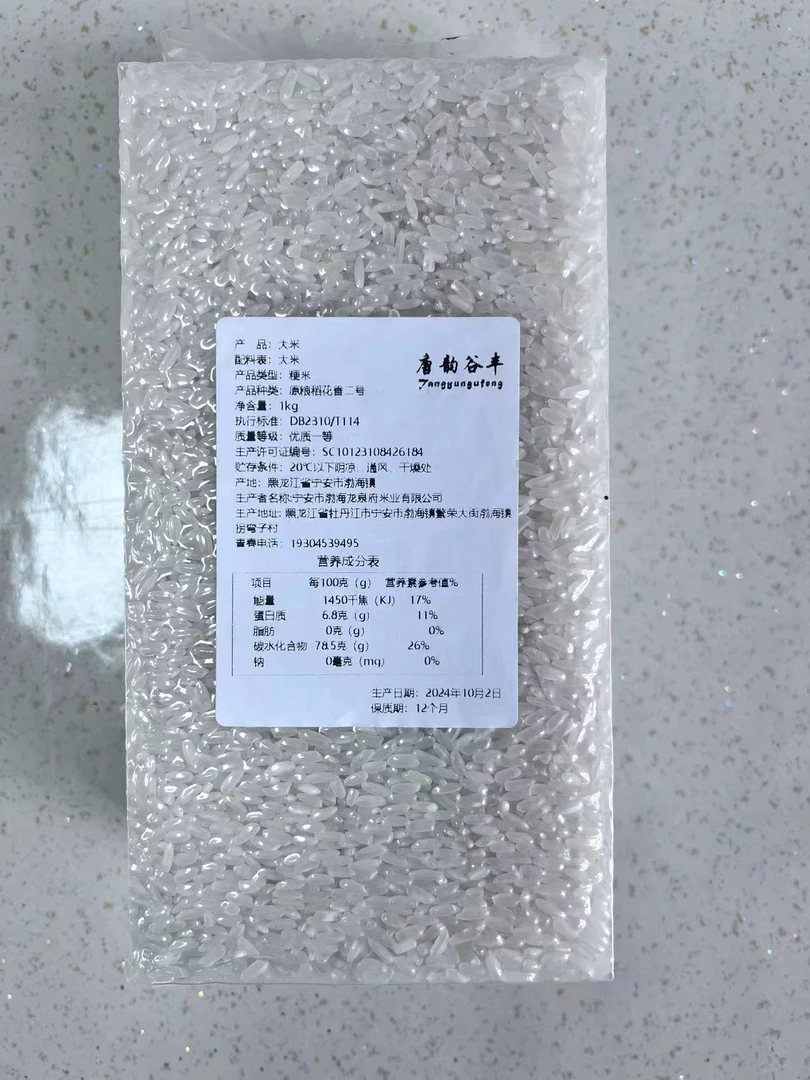 唐韵谷丰
Tangyungufeng
产 品：大米
配料表：大米
产品类型：粳米
产品种类：原粮稻花香二号
净含量：1kg
执行标准：DB2310/T114
质量等级：优质一等
生产许可证编号：SC10123108426184
贮存条件：20℃以下阴凉、通风、干燥处
产地：黑龙江省宁安市渤海镇
生产者名称:宁安市渤海龙泉府米业有限公司
生产地址：黑龙江省牡丹江市宁安市渤海镇繁荣大街渤海镇
拐弯子村
售卷电话：19304539495
营养成分表
项目 每100克（g） 营养素参考值%
能量 1450千焦（KJ） 17%
蛋白质 6.8克（g） 11%
脂肪 0克（g） 0%
碳水化合物 78.5克（g） 26%
钠 0毫克（mg） 0%
生产日期：2024年10月2日
保质期：12个月